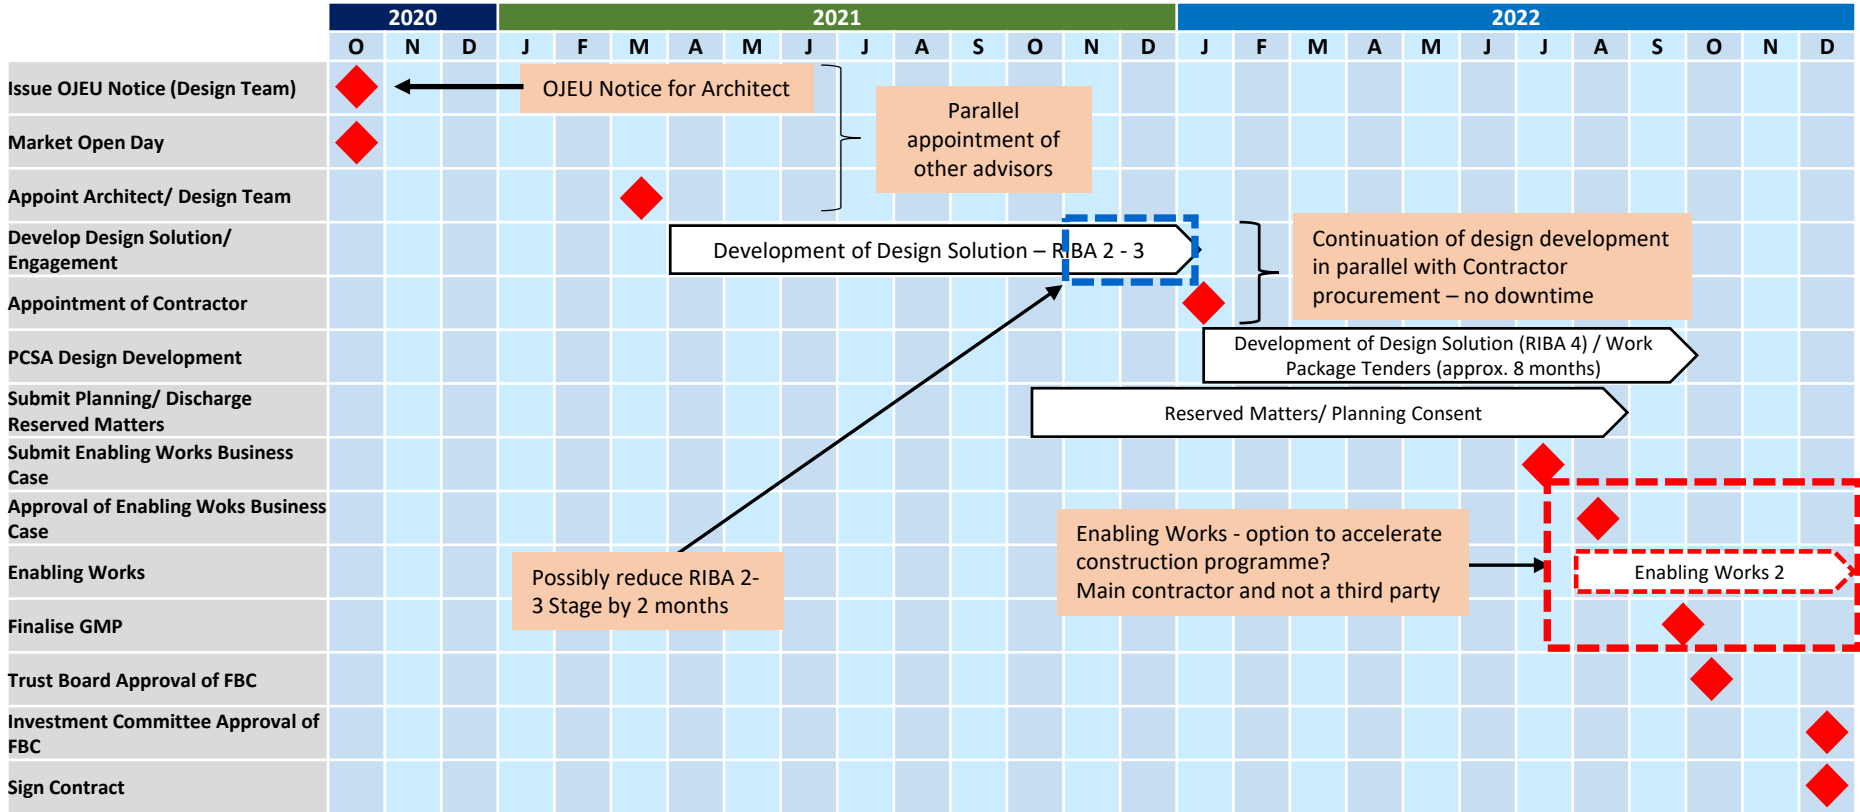 2020 2021 2022
O N D J F M A M J J A S O N D J F M A M J J A S O N D
Issue OJEU Notice (Design Team)
OJEU Notice for Architect
Market Open Day
Parallel
appointment of
other advisors
Appoint Architect/ Design Team
Develop Design Solution/
Engagement
Development of Design Solution – RIBA 2 - 3
Continuation of design development
in parallel with Contractor
procurement – no downtime
Appointment of Contractor
PCSA Design Development
Development of Design Solution (RIBA 4) / Work
Package Tenders (approx. 8 months)
Submit Planning/ Discharge
Reserved Matters
Reserved Matters/ Planning Consent
Submit Enabling Works Business
Case
Approval of Enabling Woks Business
Case
Enabling Works - option to accelerate
construction programme?
Main contractor and not a third party
Enabling Works
Possibly reduce RIBA 2-
3 Stage by 2 months
Enabling Works 2
Finalise GMP
Trust Board Approval of FBC
Investment Committee Approval of
FBC
Sign Contract